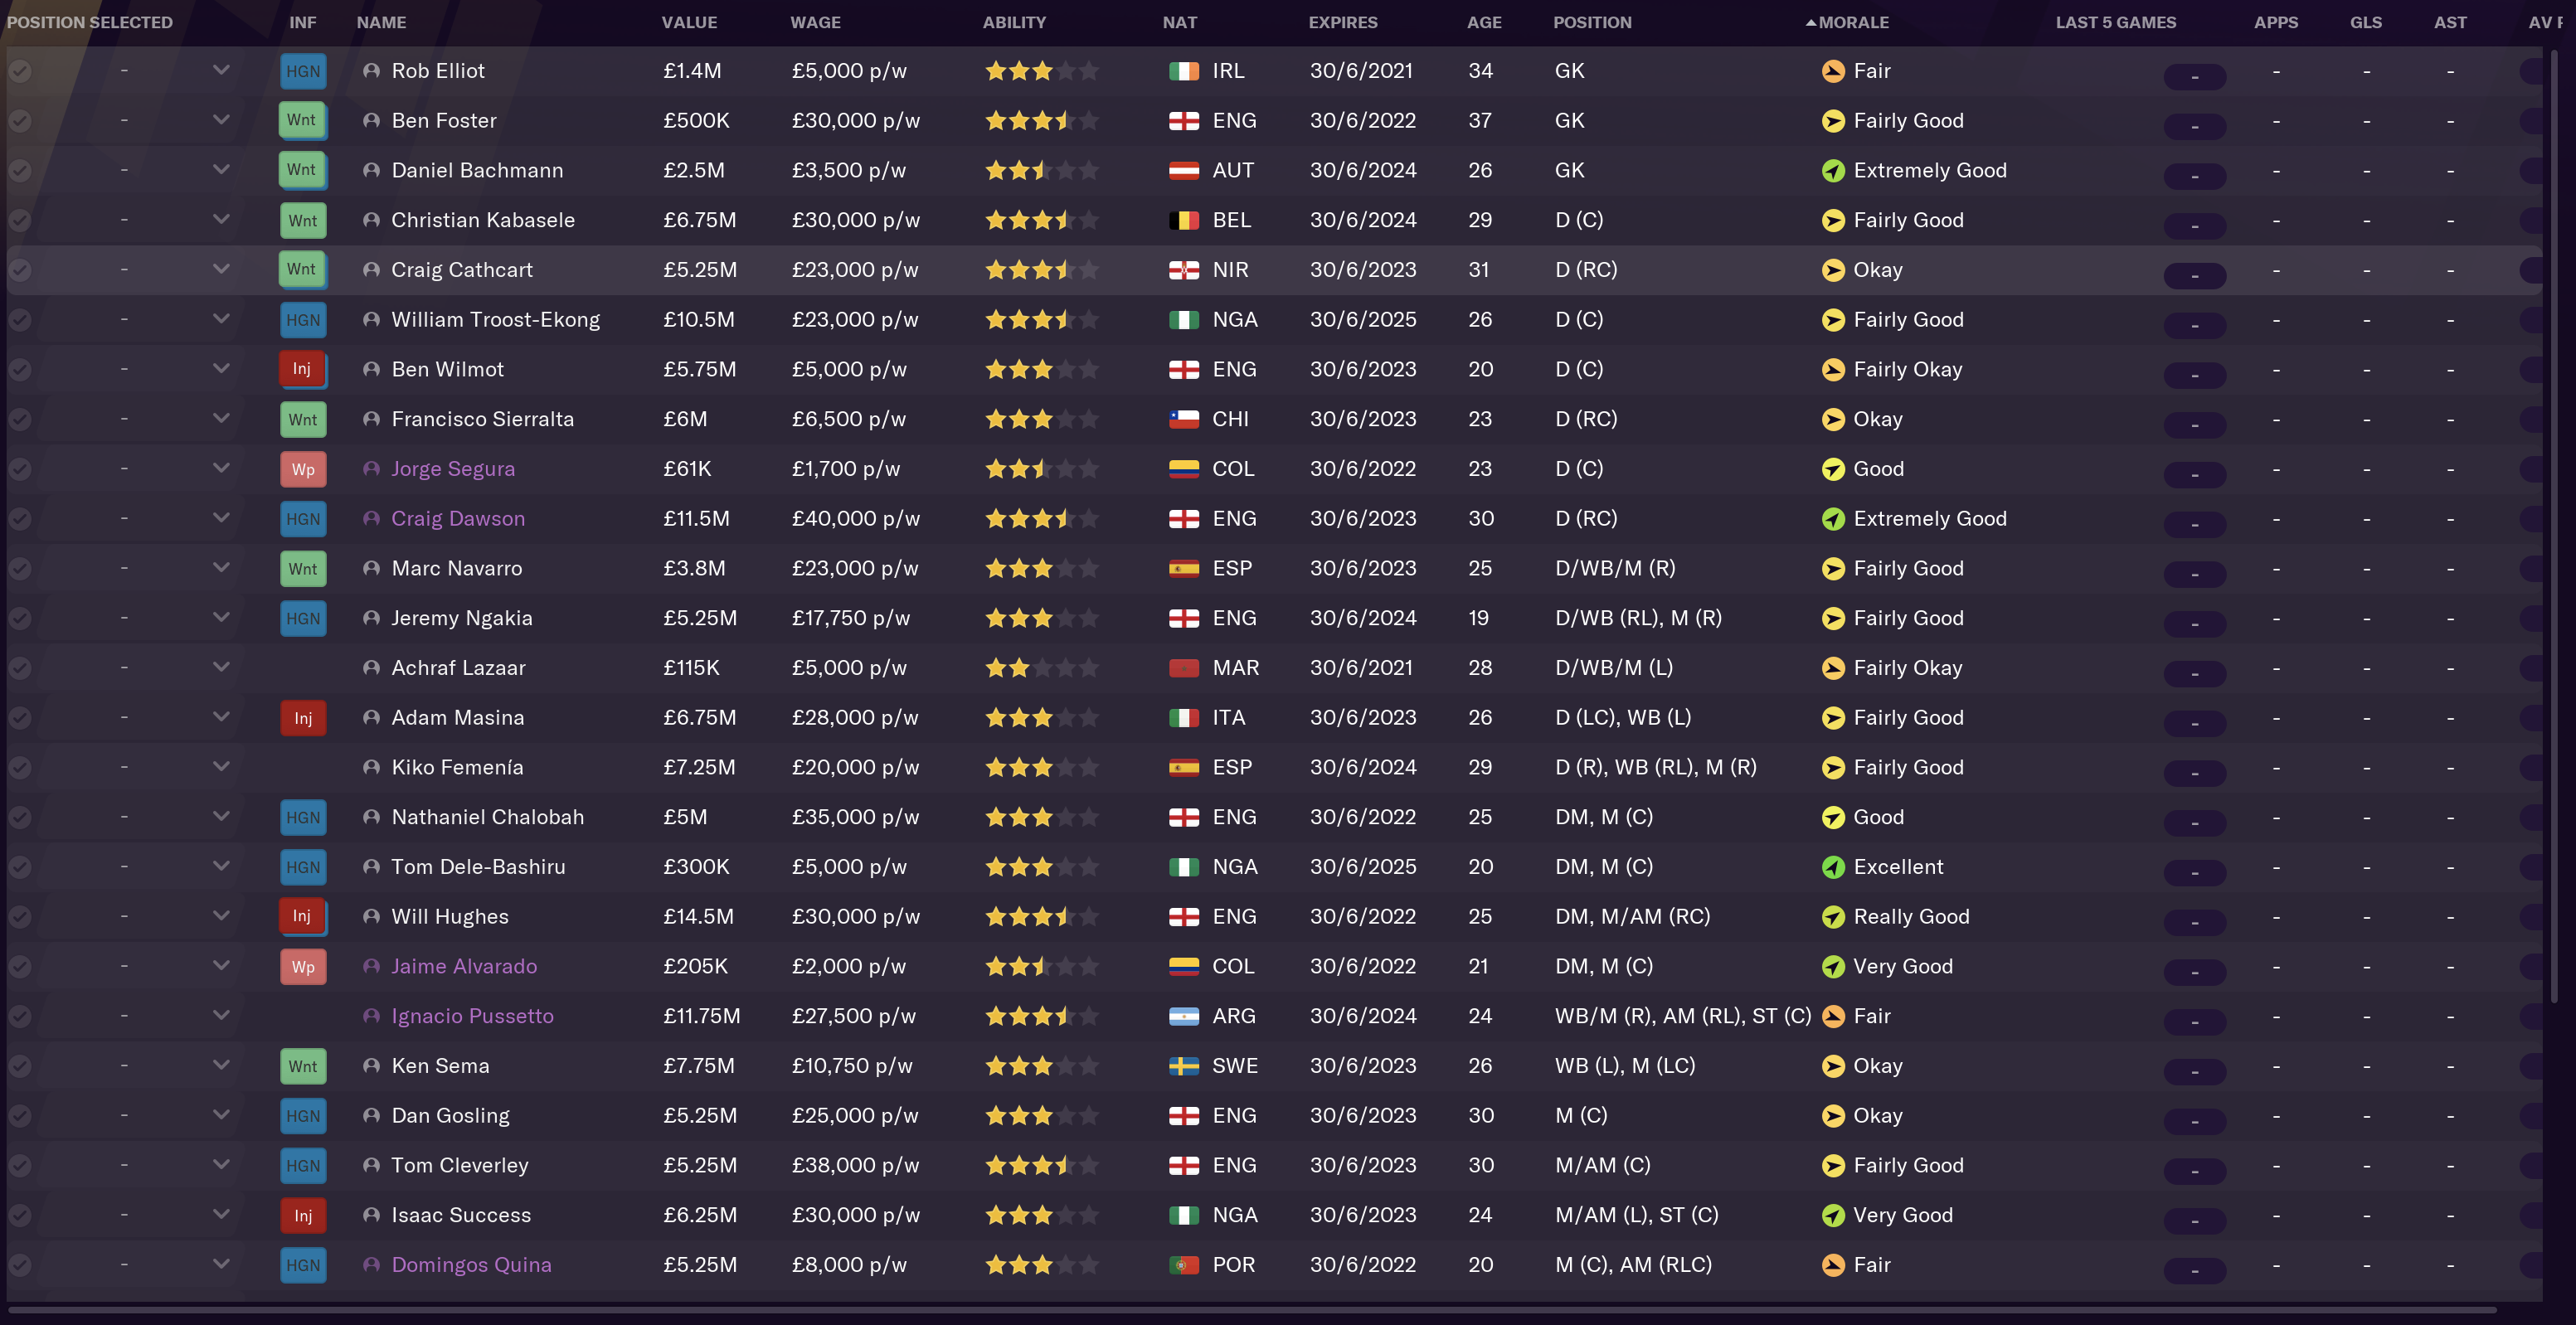 POSITION SELECTED INF NAME VALUE WAGE ABILITY NAT EXPIRES AGE POSITION MORALE LAST 5 GAMES APPS GLS AST AV
- HGN Rob Elliot £1.4M £5,000 p/w IRL 30/6/2021 34 GK Fair - - - -
- Wnt Ben Foster £500K £30,000 p/w ENG 30/6/2022 37 GK Fairly Good - - - -
- Wnt Daniel Bachmann £2.5M £3,500 p/w AUT 30/6/2024 26 GK Extremely Good - - - -
- Wnt Christian Kabasele £6.75M £30,000 p/w BEL 30/6/2024 29 D (C) Fairly Good - - - -
- Wnt Craig Cathcart £5.25M £23,000 p/w NIR 30/6/2023 31 D (RC) Okay - - - -
- HGN William Troost-Ekong £10.5M £23,000 p/w NGA 30/6/2025 26 D (C) Fairly Good - - - -
- Inj Ben Wilmot £5.75M £5,000 p/w ENG 30/6/2023 20 D (C) Fairly Okay - - - -
- Wnt Francisco Sierralta £6M £6,500 p/w CHI 30/6/2023 23 D (RC) Okay - - - -
- Wp Jorge Segura £61K £1,700 p/w COL 30/6/2022 23 D (C) Good - - - -
- HGN Craig Dawson £11.5M £40,000 p/w ENG 30/6/2023 30 D (RC) Extremely Good - - - -
- Wnt Marc Navarro £3.8M £23,000 p/w ESP 30/6/2023 25 D/WB/M (R) Fairly Good - - - -
- HGN Jeremy Ngakia £5.25M £17,750 p/w ENG 30/6/2024 19 D/WB (RL), M (R) Fairly Good - - - -
- Achraf Lazaar £115K £5,000 p/w MAR 30/6/2021 28 D/WB/M (L) Fairly Okay - - - -
- Inj Adam Masina £6.75M £28,000 p/w ITA 30/6/2023 26 D (LC), WB (L) Fairly Good - - - -
- Kiko Femenía £7.25M £20,000 p/w ESP 30/6/2024 29 D (R), WB (RL), M (R) Fairly Good - - - -
- HGN Nathaniel Chalobah £5M £35,000 p/w ENG 30/6/2022 25 DM, M (C) Good - - - -
- HGN Tom Dele-Bashiru £300K £5,000 p/w NGA 30/6/2025 20 DM, M (C) Excellent - - - -
- Inj Will Hughes £14.5M £30,000 p/w ENG 30/6/2022 25 DM, M/AM (RC) Really Good - - - -
- Wp Jaime Alvarado £205K £2,000 p/w COL 30/6/2022 21 DM, M (C) Very Good - - - -
- Ignacio Pussetto £11.75M £27,500 p/w ARG 30/6/2024 24 WB/M (R), AM (RL), ST (C) Fair - - - -
- Wnt Ken Sema £7.75M £10,750 p/w SWE 30/6/2023 26 WB (L), M (LC) Okay - - - -
- HGN Dan Gosling £5.25M £25,000 p/w ENG 30/6/2023 30 M (C) Okay - - - -
- HGN Tom Cleverley £5.25M £38,000 p/w ENG 30/6/2023 30 M/AM (C) Fairly Good - - - -
- Inj Isaac Success £6.25M £30,000 p/w NGA 30/6/2023 24 M/AM (L), ST (C) Very Good - - - -
- HGN Domingos Quina £5.25M £8,000 p/w POR 30/6/2022 20 M (C), AM (RLC) Fair - - - -